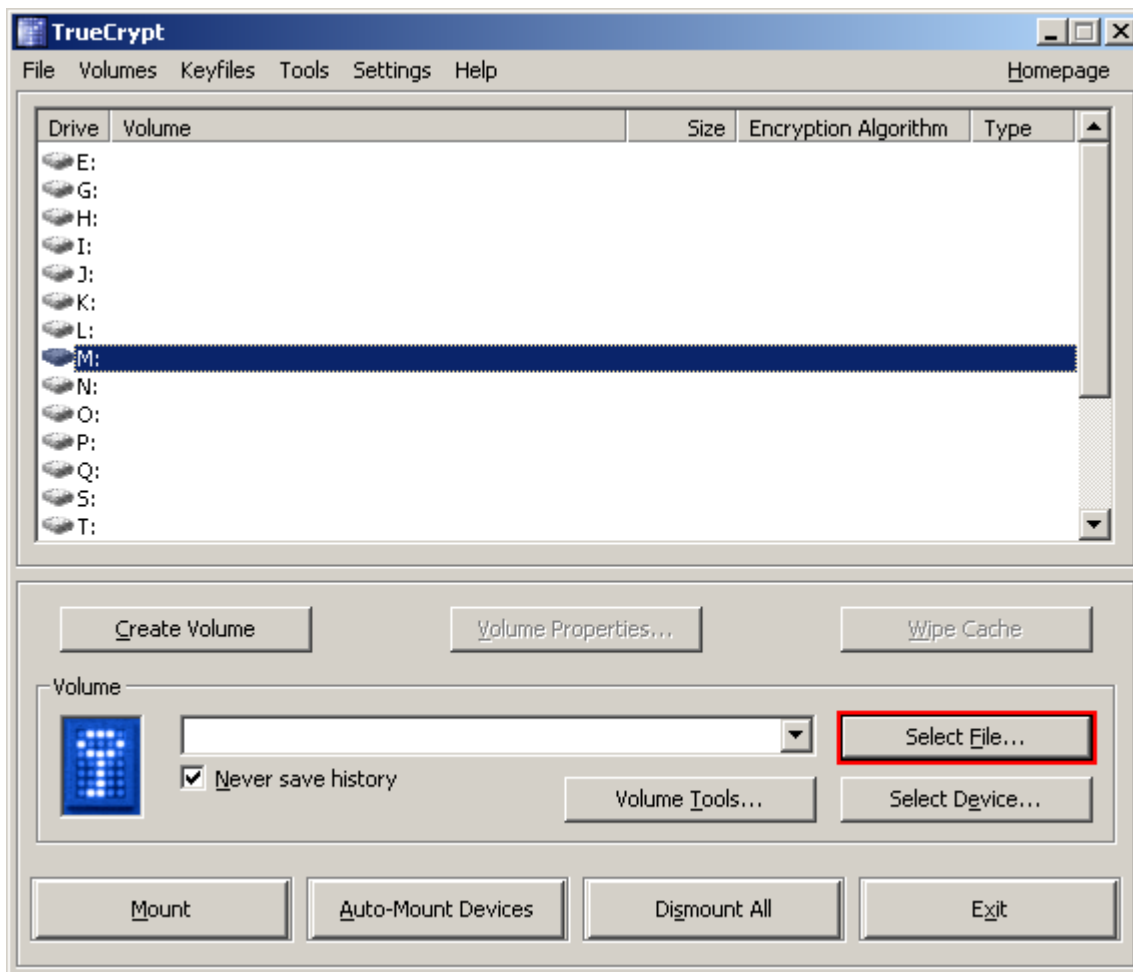 TrueCrypt
File Volumes Keyfiles Tools Settings Help Homepage
Drive Volume Size Encryption Algorithm Type
E:
G:
H:
I:
J:
K:
L:
M:
N:
O:
P:
Q:
S:
T:
Create Volume Volume Properties... Wipe Cache
Volume
Select File...
Never save history
Volume Tools... Select Device...
Mount Auto-Mount Devices Dismount All Exit